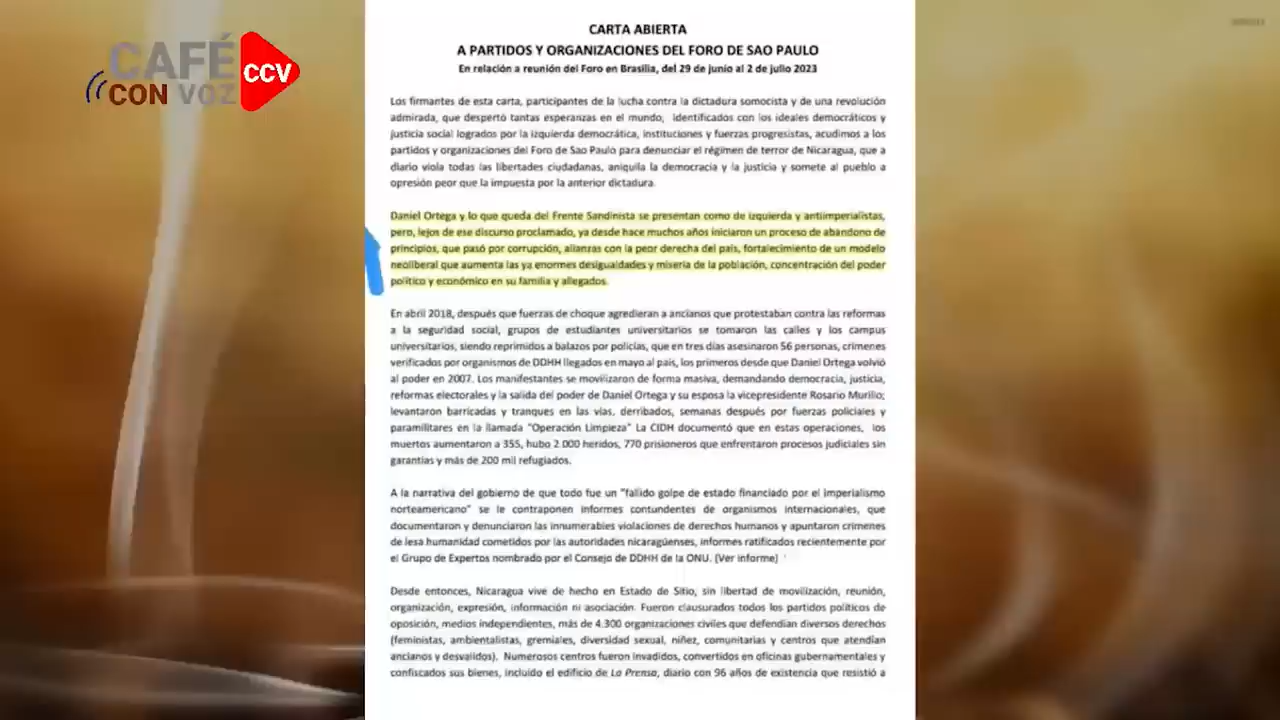 CAFÉ
CON VOZ
CCV
CARTA ABIERTA
A PARTIDOS Y ORGANIZACIONES DEL FORO DE SAO PAULO
En relación a reunión del Foro en Brasilia, del 29 de junio al 2 de julio 2023
Los firmantes de esta carta, participantes de la lucha contra la dictadura somocista y de una revolución
admirada, que despertó tantas esperanzas en el mundo, identificados con los ideales democráticos y
justicia social logrados por la izquierda democrática, instituciones y fuerzas progresistas, acudimos a los
partidos y organizaciones del Foro de Sao Paulo para denunciar el régimen de terror de Nicaragua, que a
diario viola todas las libertades ciudadanas, aniquila la democracia y la justicia y somete al pueblo a
opresión peor que la impuesta por la anterior dictadura.
Daniel Ortega y lo que queda del Frente Sandinista se presentan como de izquierda y antiimperialistas,
pero, lejos de ese discurso proclamado, ya desde hace muchos años iniciaron un proceso de abandono de
principios, que pasó por corrupción, alianzas con la peor derecha del país, fortalecimiento de un modelo
neoliberal que aumenta las ya enormes desigualdades y miseria de la población, concentración del poder
político y económico en su familia y allegados.
En abril 2018, después que fuerzas de choque agredieran a ancianos que protestaban contra las reformas
a la seguridad social, grupos de estudiantes universitarios se tomaron las calles y los campus
universitarios, siendo reprimidos a balazos por policías, que en tres días asesinaron 56 personas, crímenes
verificados por organismos de DDHH llegados en mayo al país, los primeros desde que Daniel Ortega volvió
al poder en 2007. Los manifestantes se movilizaron de forma masiva, demandando democracia, justicia,
reformas electorales y la salida del poder de Daniel Ortega y su esposa la vicepresidente Rosario Murillo;
levantaron barricadas y tranques en las vías, derribados, semanas después por fuerzas policiales y
paramilitares en la llamada "Operación Limpieza" La CIDH documentó que en estas operaciones, los
muertos aumentaron a 355, hubo 2.000 heridos, 770 prisioneros que enfrentaron procesos judiciales sin
garantías y más de 200 mil refugiados.
A la narrativa del gobierno de que todo fue un "fallido golpe de estado financiado por el imperialismo
norteamericano" se le contraponen informes contundentes de organismos internacionales, que
documentaron y denunciaron las innumerables violaciones de derechos humanos y apuntaron crímenes
de lesa humanidad cometidos por las autoridades nicaragüenses, informes ratificados recientemente por
el Grupo de Expertos nombrado por el Consejo de DDHH de la ONU. (Ver informe)
Desde entonces, Nicaragua vive de hecho en Estado de Sitio, sin libertad de movilización, reunión,
organización, expresión, información ni asociación. Fueron clausurados todos los partidos políticos de
oposición, medios independientes, más de 4.300 organizaciones civiles que defendían diversos derechos
(feministas, ambientalistas, gremiales, diversidad sexual, niñez, comunitarias y centros que atendían
ancianos y desvalidos). Numerosos centros fueron invadidos, convertidos en oficinas gubernamentales y
confiscados sus bienes, incluido el edificio de La Prensa, diario con 96 años de existencia que resistió a